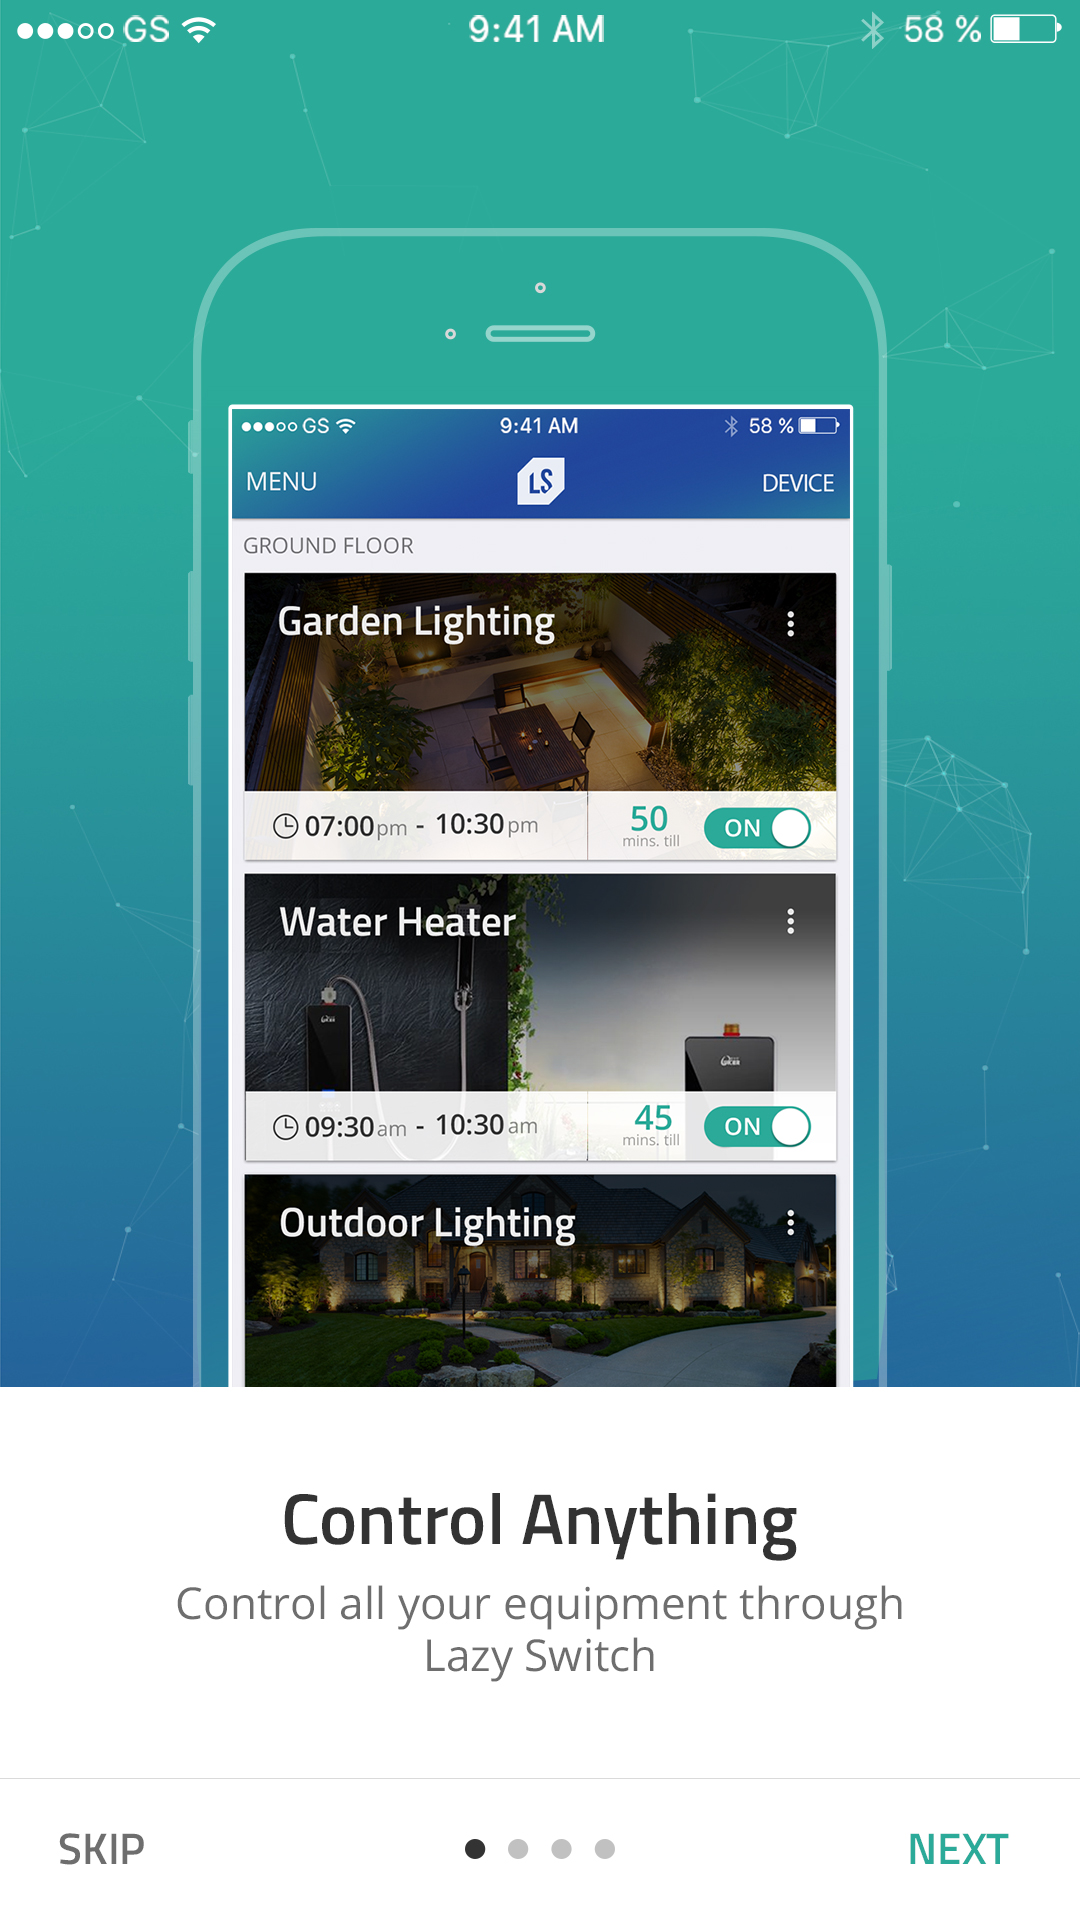 GS 9:41 AM 58 %
GS 9:41 AM 58 %
MENU LS DEVICE
GROUND FLOOR
Garden Lighting
07:00pm - 10:30pm 50 mins. till ON
Water Heater
09:30am - 10:30am 45 mins. till ON
Outdoor Lighting
Control Anything
Control all your equipment through
Lazy Switch
SKIP NEXT